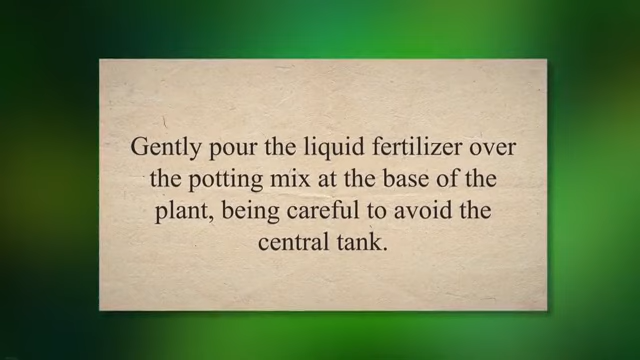 Gently pour the liquid fertilizer over
the potting mix at the base of the
plant, being careful to avoid the
central tank.